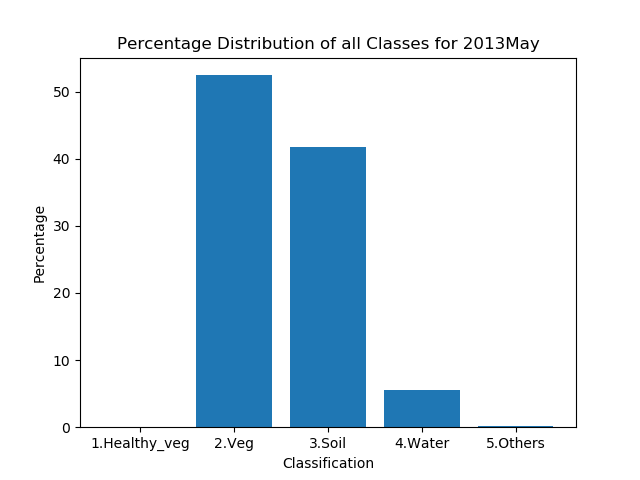 Percentage Distribution of all Classes for 2013May
50
40
30
20
10
0
Percentage
1.Healthy_veg 2.Veg 3.Soil 4.Water 5.Others
Classification